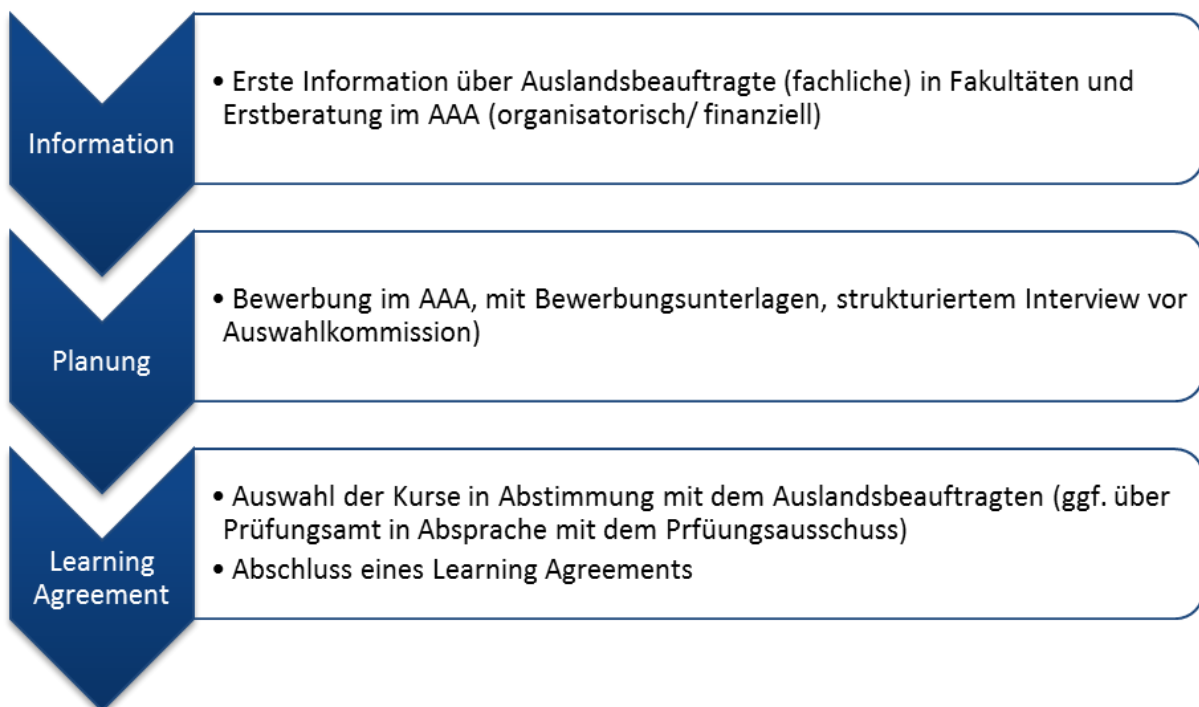 Information
• Erste Information über Auslandsbeauftragte (fachliche) in Fakultäten und
Erstberatung im AAA (organisatorisch/ finanziell)
Planung
• Bewerbung im AAA, mit Bewerbungsunterlagen, strukturiertem Interview vor
Auswahlkommission)
Learning
Agreement
• Auswahl der Kurse in Abstimmung mit dem Auslandsbeauftragten (ggf. über
Prüfungsamt in Absprache mit dem Prfüungsausschuss)
• Abschluss eines Learning Agreements